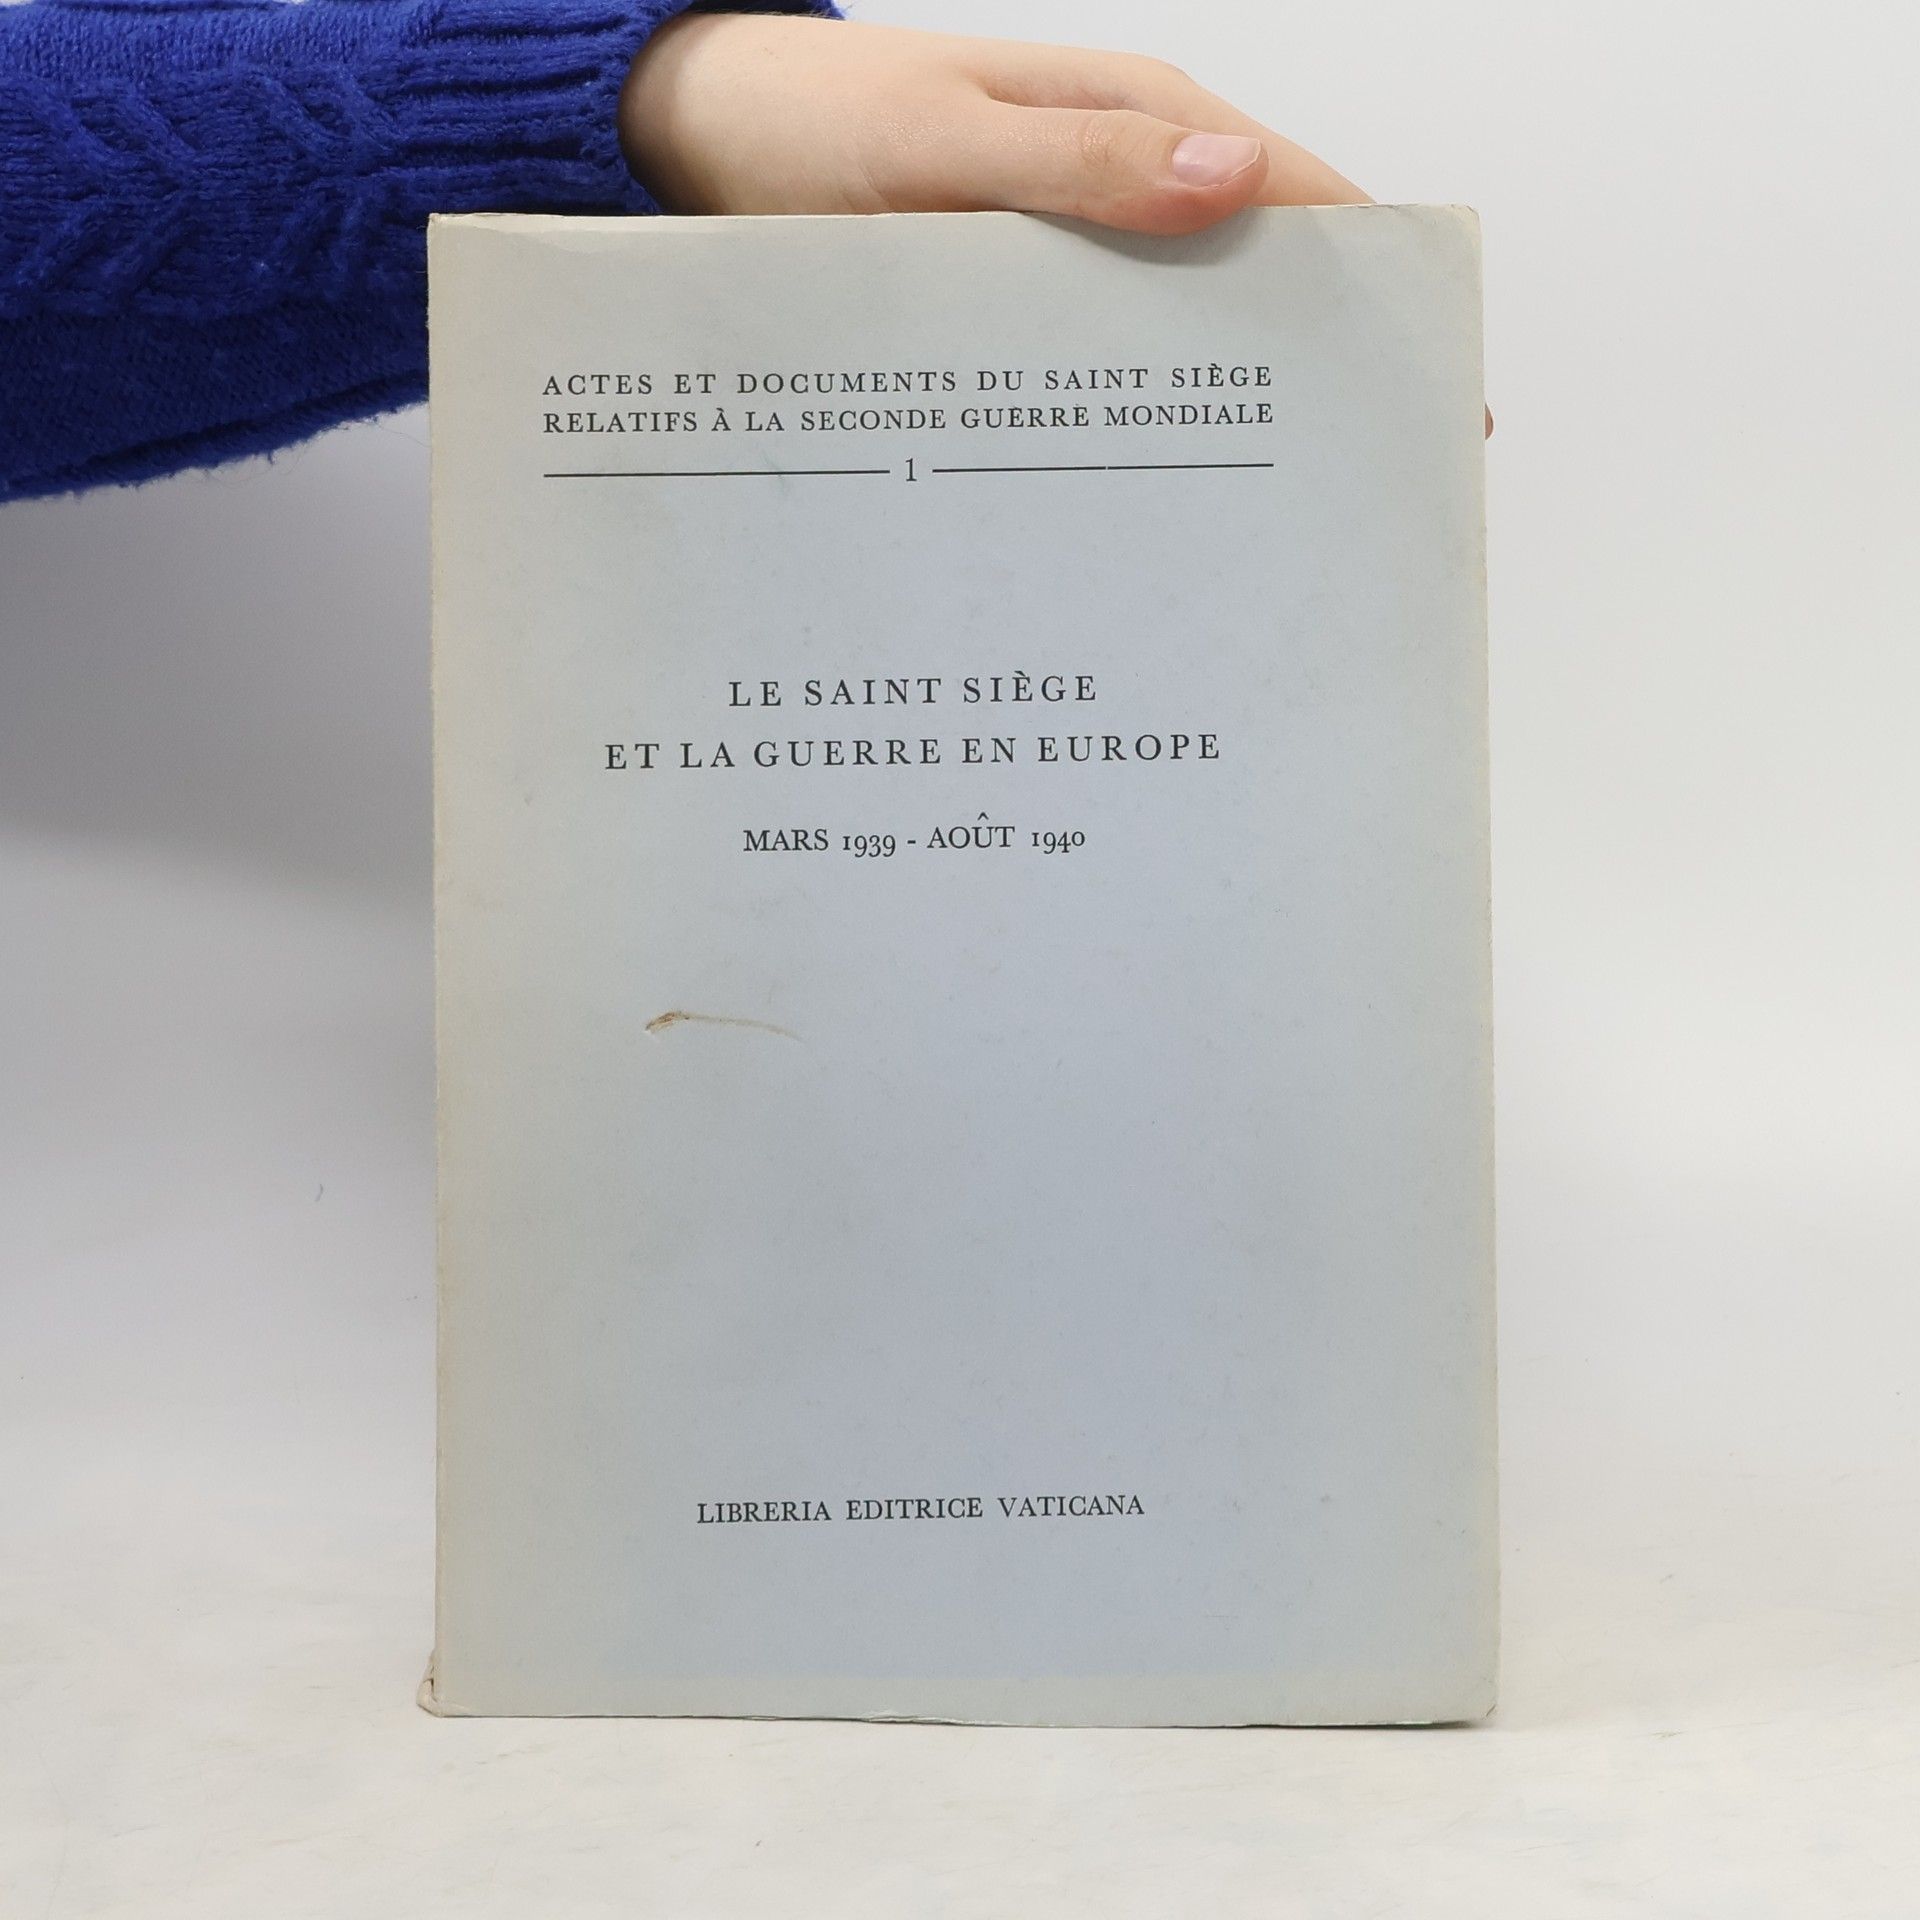 ACTES ET DOCUMENTS DU SAINT SIÈGE
RELATIFS À LA SECONDE GUERRE MONDIALE
1
LE SAINT SIÈGE
ET LA GUERRE EN EUROPE
MARS 1939 - AOÛT 1940
LIBRERIA EDITRICE VATICANA